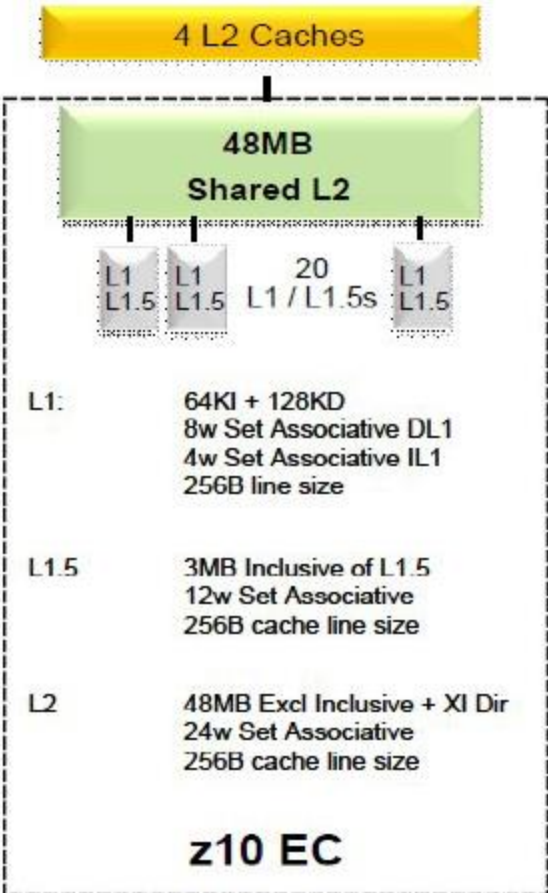 4 L2 Caches
48MB
Shared L2
L1 L1 20 L1
L1.5 L1.5 L1 / L1.5s L1.5
L1: 64KI + 128KD
8w Set Associative DL1
4w Set Associative IL1
256B line size
L1.5 3MB Inclusive of L1.5
12w Set Associative
256B cache line size
L2 48MB Excl Inclusive + XI Dir
24w Set Associative
256B cache line size
z10 EC